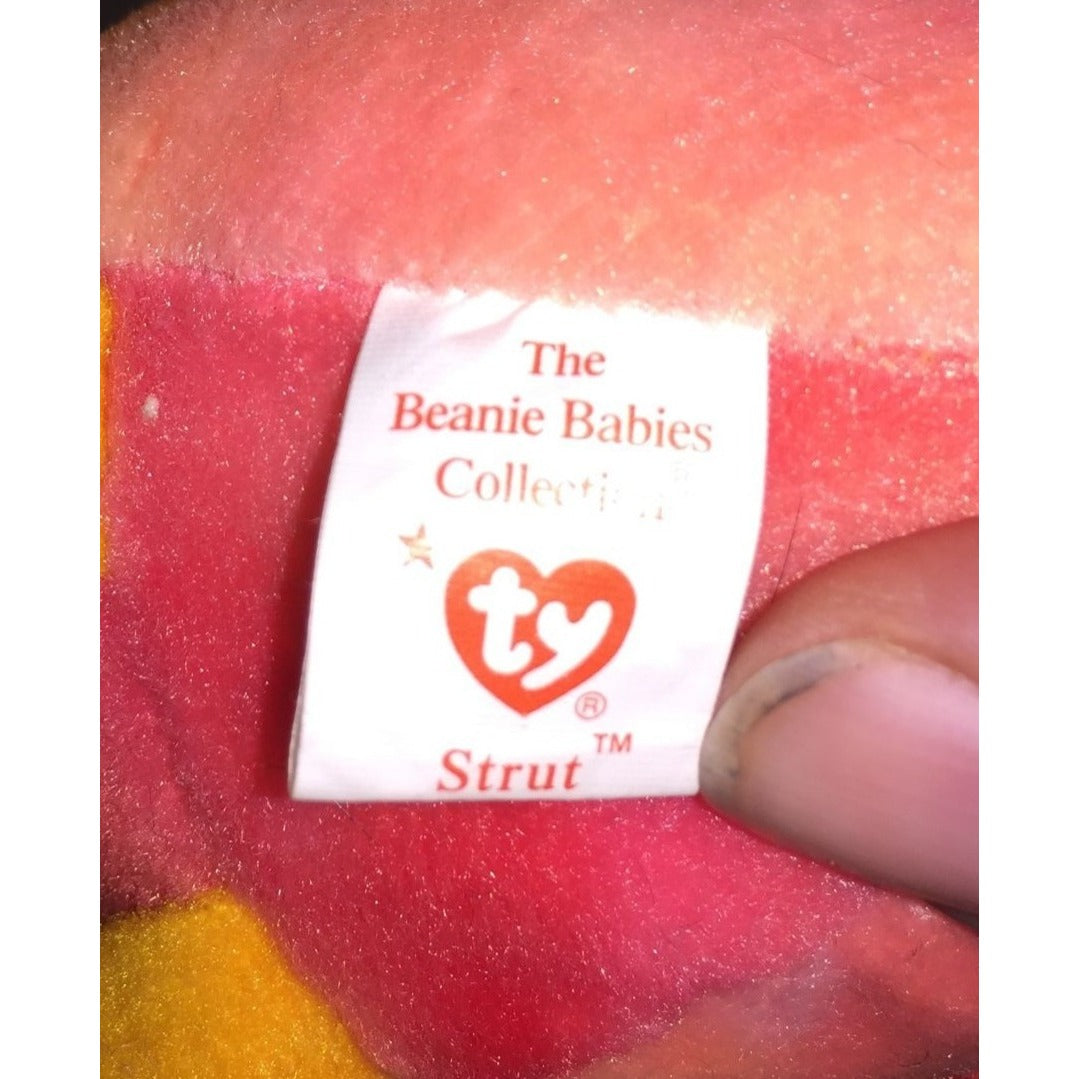 The
Beanie Babies
Collection
ty®
Strut™